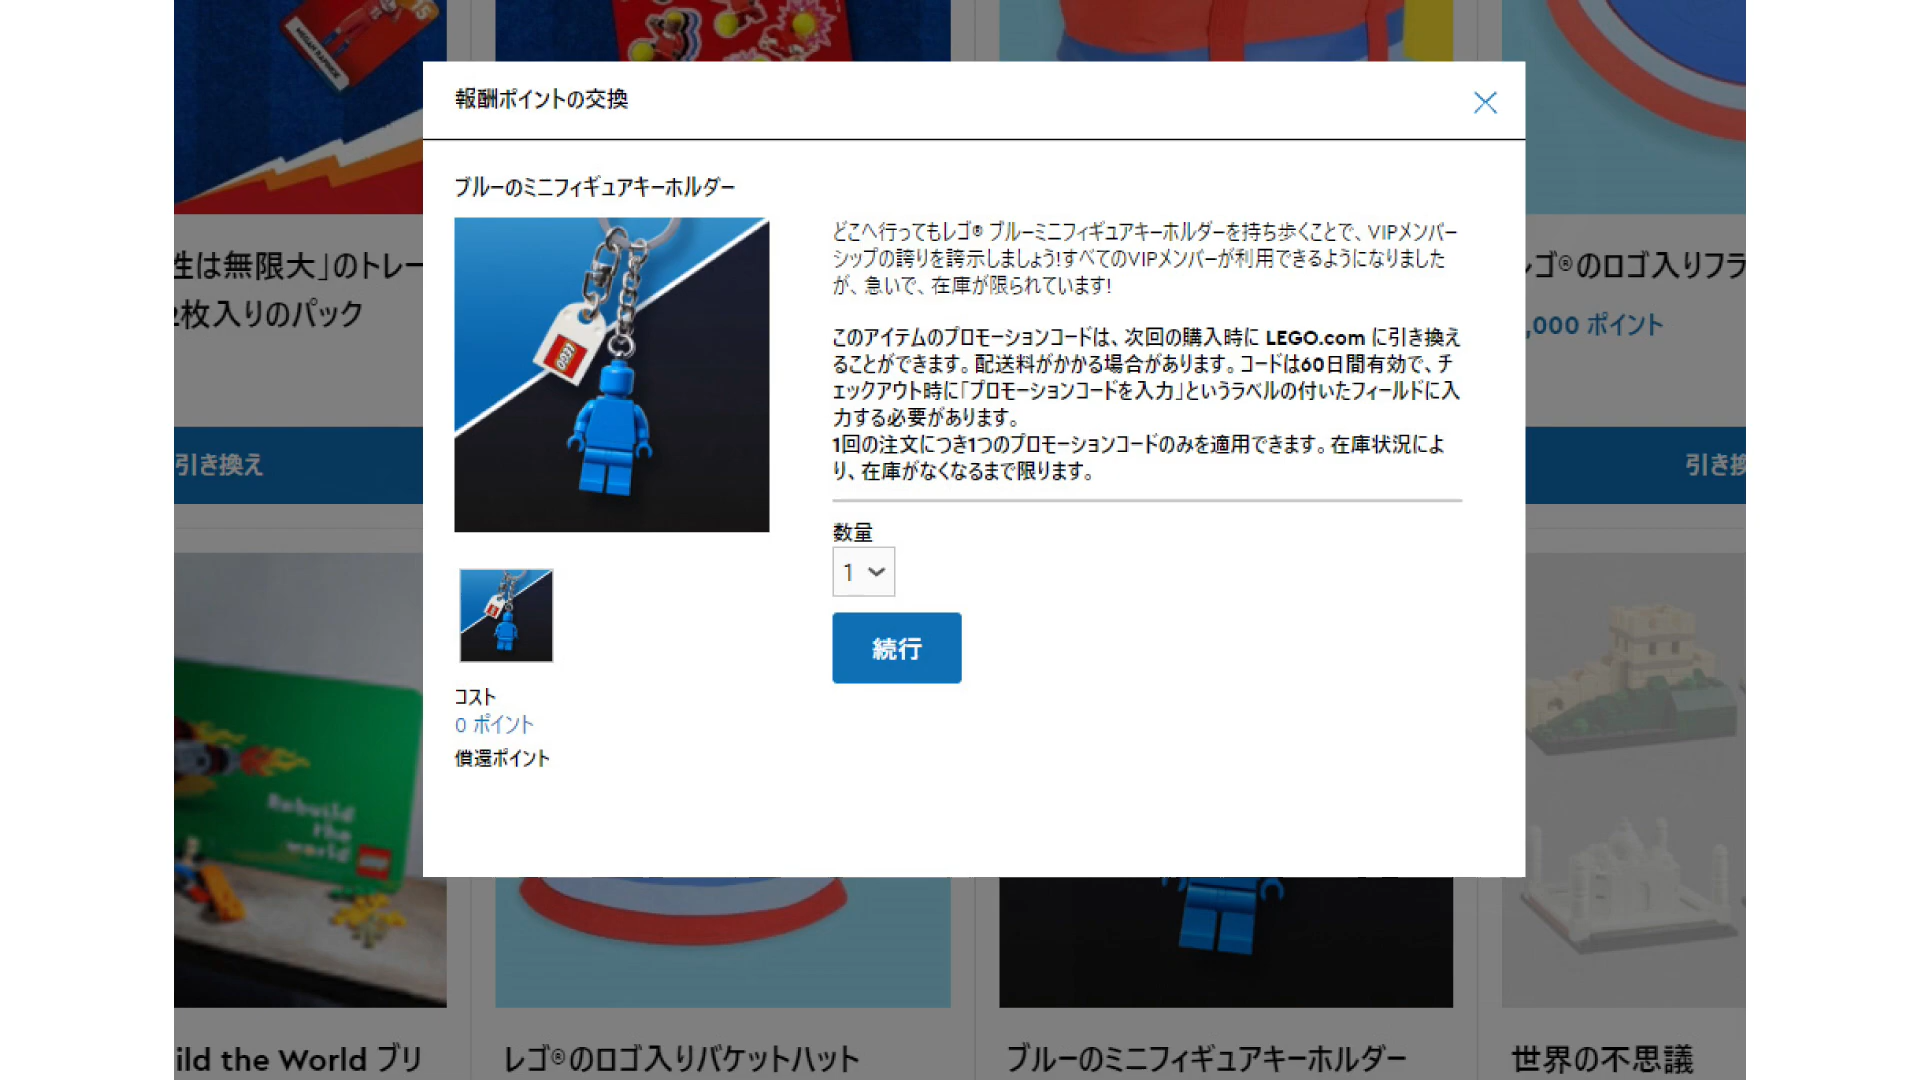 報酬ポイントの交換
ブルーのミニフィギュアキーホルダー
どこへ行ってもレゴ® ブルーミニフィギュアキーホルダーを持ち歩くことで、VIPメンバー
シップの誇りを誇示しましょう!すべてのVIPメンバーが利用できるようになりました
が、急いで、在庫が限られています!
このアイテムのプロモーションコードは、次回の購入時に LEGO.com に引き換え
ることができます。配送料がかかる場合があります。コードは60日間有効で、チ
ェックアウト時に「プロモーションコードを入力」というラベルの付いたフィールドに入
力する必要があります。
1回の注文につき1つのプロモーションコードのみを適用できます。在庫状況によ
り、在庫がなくなるまで限ります。
数量
1
続行
コスト
0 ポイント
償還ポイント
性は無限大」のトレー
2枚入りのパック
引き換え
レゴ®のロゴ入りフラ
,000 ポイント
引き換
Rebuild
the
world
ild the World ブリ
レゴ®のロゴ入りバケットハット
ブルーのミニフィギュアキーホルダー
世界の不思議